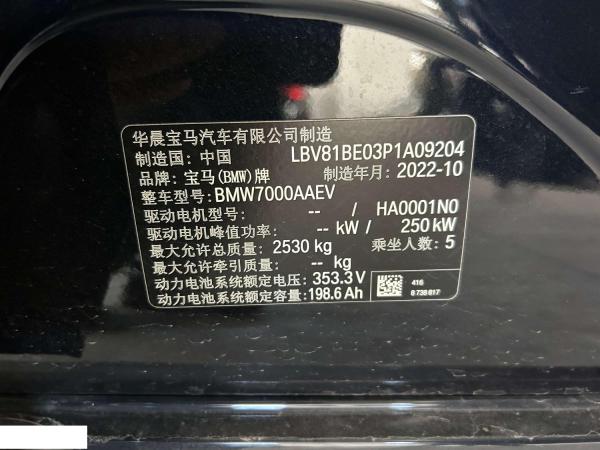 华晨宝马汽车有限公司制造
制造国: 中国 LBV81BE03P1A09204
品牌: 宝马(BMW)牌 制造年月: 2022-10
整车型号: BMW7000AAEV
驱动电机型号: -- / HA0001N0
驱动电机峰值功率: -- kW / 250 kW
最大允许总质量: 2530 kg 乘坐人数: 5
最大允许牵引质量: -- kg
动力电池系统额定电压: 353.3 V 416
动力电池系统额定容量: 198.6 Ah 8 738 817